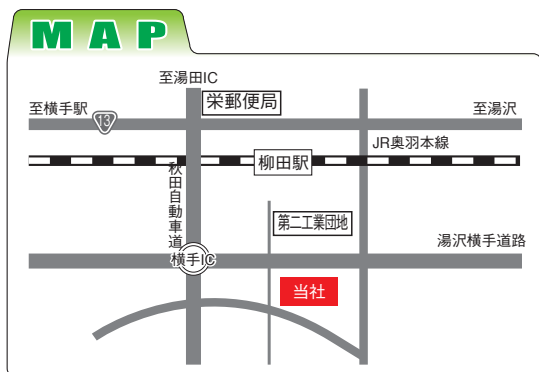 MAP
至湯田IC
栄郵便局
至横手駅
13
至湯沢
JR奥羽本線
柳田駅
秋田自動車道
第二工業団地
湯沢横手道路
横手IC
当社